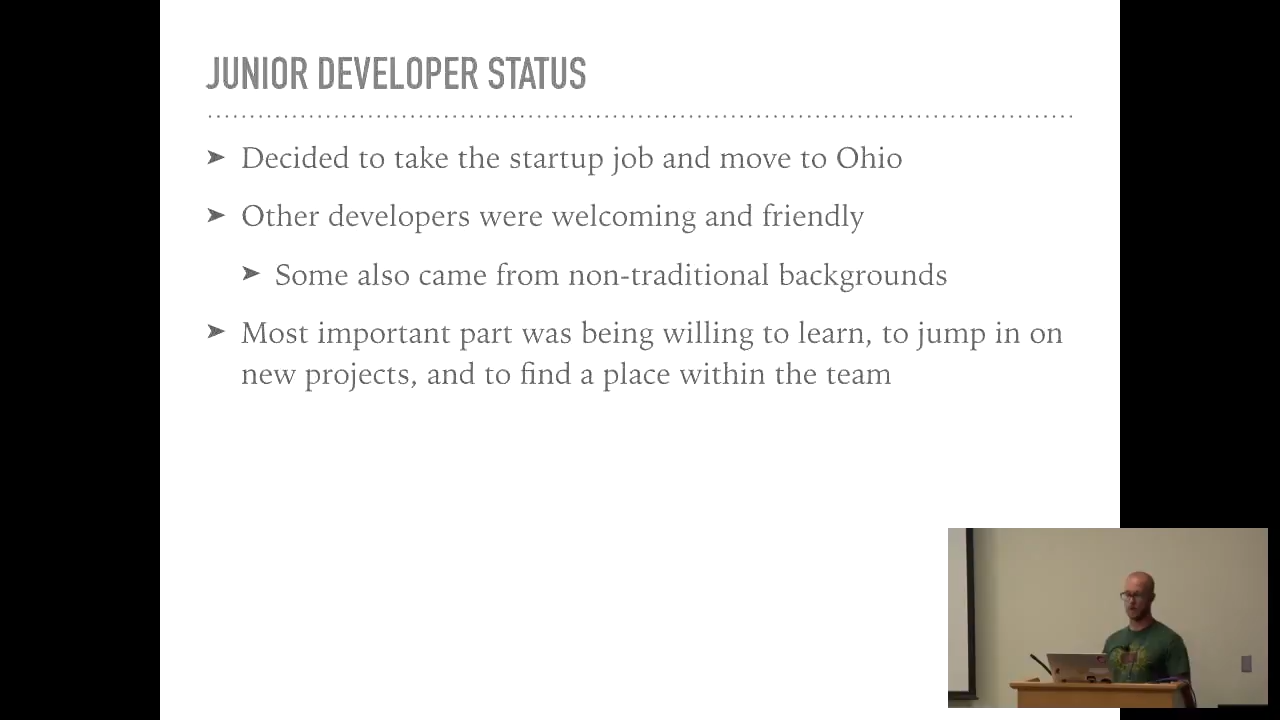 JUNIOR DEVELOPER STATUS
➤ Decided to take the startup job and move to Ohio
➤ Other developers were welcoming and friendly
➤ Some also came from non-traditional backgrounds
➤ Most important part was being willing to learn, to jump in on
new projects, and to find a place within the team